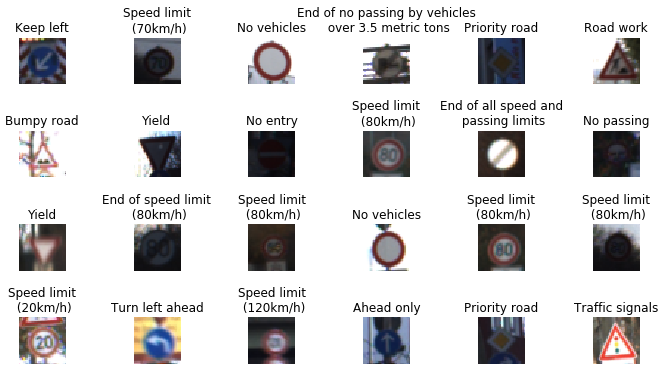 Keep left
Speed limit
(70km/h)
No vehicles
End of no passing by vehicles
over 3.5 metric tons
Priority road
Road work
Bumpy road
Yield
No entry
Speed limit
(80km/h)
80
End of all speed and
passing limits
No passing
Yield
End of speed limit
(80km/h)
80
Speed limit
(80km/h)
No vehicles
Speed limit
(80km/h)
80
Speed limit
(80km/h)
Speed limit
(20km/h)
20
Turn left ahead
Speed limit
(120km/h)
Ahead only
Priority road
Traffic signals